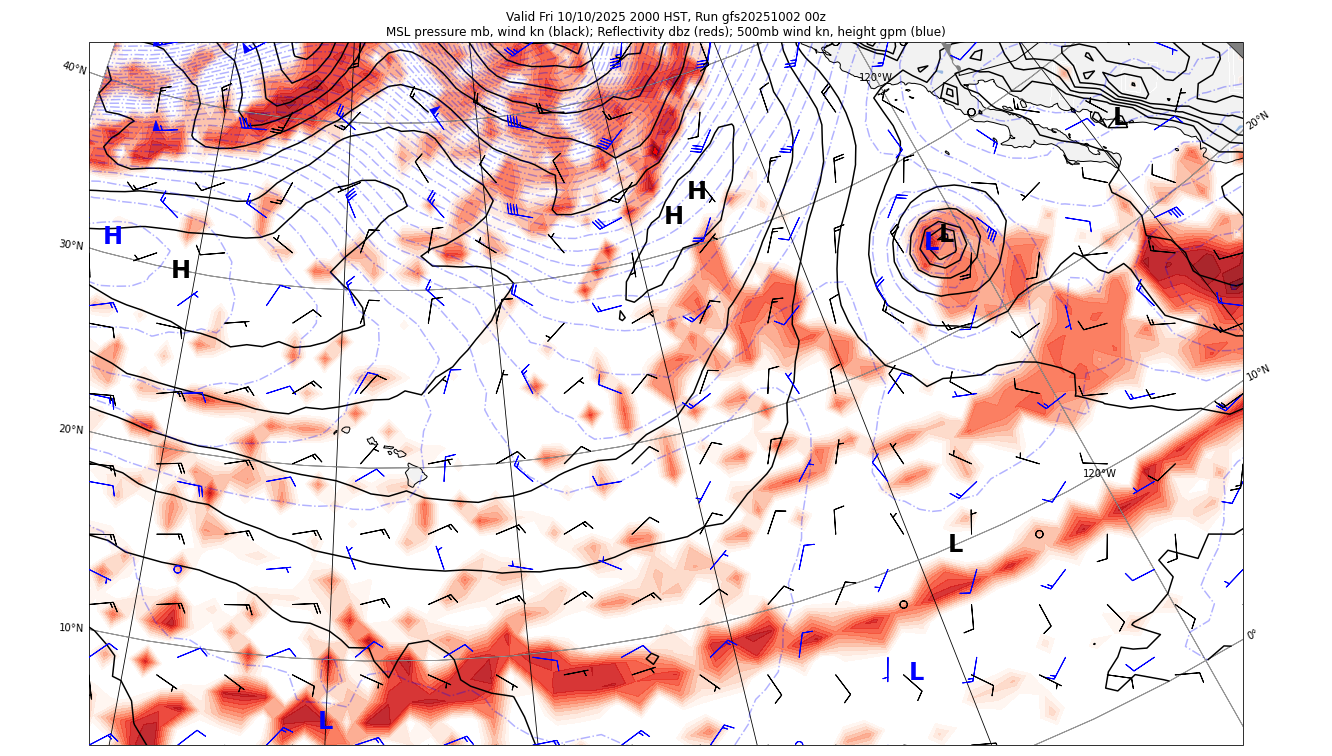 Valid Fri 10/10/2025 2000 HST, Run gfs20251002 00z
MSL pressure mb, wind kn (black); Reflectivity dbz (reds); 500mb wind kn, height gpm (blue)
40°N
120°W
L
20°N
H
H
H
30°N
H
L
L
10°N
20°N
120°W
L
10°N
0°
L
L